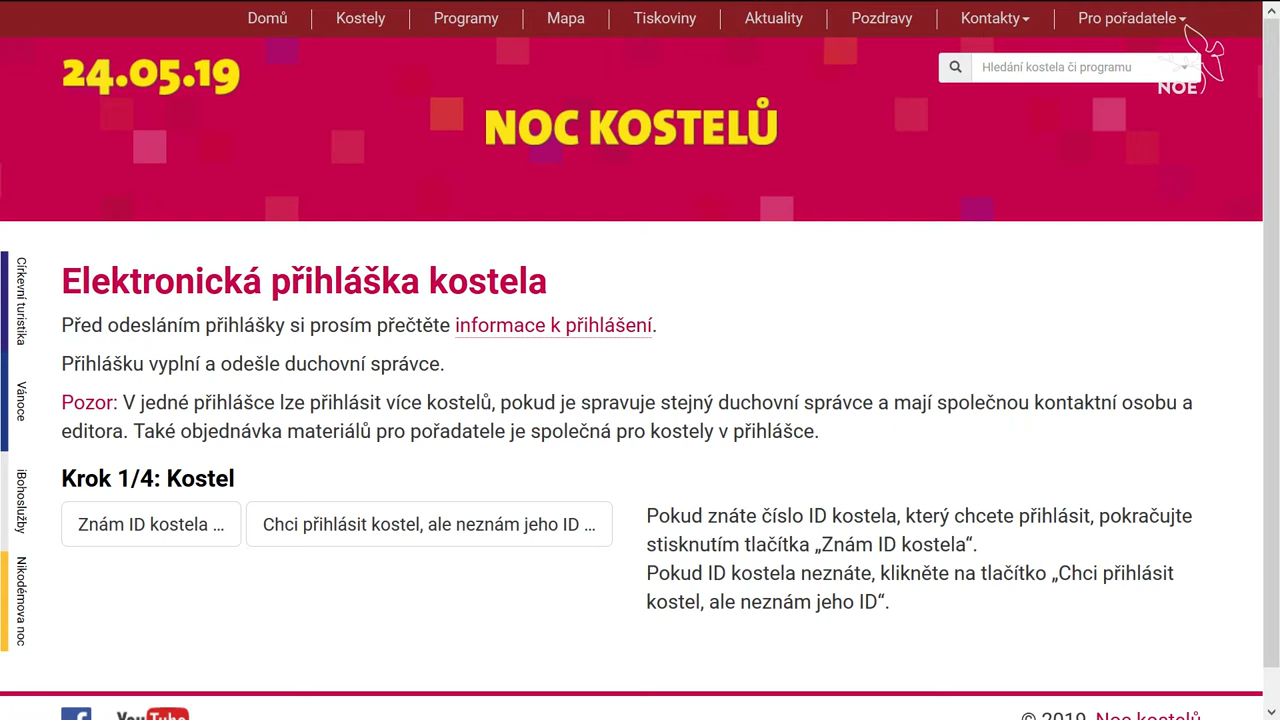 Domů Kostely Programy Mapa Tiskoviny Aktuality Pozdravy Kontakty Pro pořadatele
24.05.19
Hledání kostela či programu
NOE
NOC KOSTELŮ
Církevní turistika
Vánoce
iBohoslužby
Nikodémova noc
Elektronická přihláška kostela
Před odesláním přihlášky si prosím přečtěte informace k přihlášení.
Přihlášku vyplní a odešle duchovní správce.
Pozor: V jedné přihlášce lze přihlásit více kostelů, pokud je spravuje stejný duchovní správce a mají společnou kontaktní osobu a
editora. Také objednávka materiálů pro pořadatele je společná pro kostely v přihlášce.
Krok 1/4: Kostel
Znám ID kostela ...
Chci přihlásit kostel, ale neznám jeho ID ...
Pokud znáte číslo ID kostela, který chcete přihlásit, pokračujte
stisknutím tlačítka „Znám ID kostela“.
Pokud ID kostela neznáte, klikněte na tlačítko „Chci přihlásit
kostel, ale neznám jeho ID“.
YouTube
© 2019 Noc kostelů